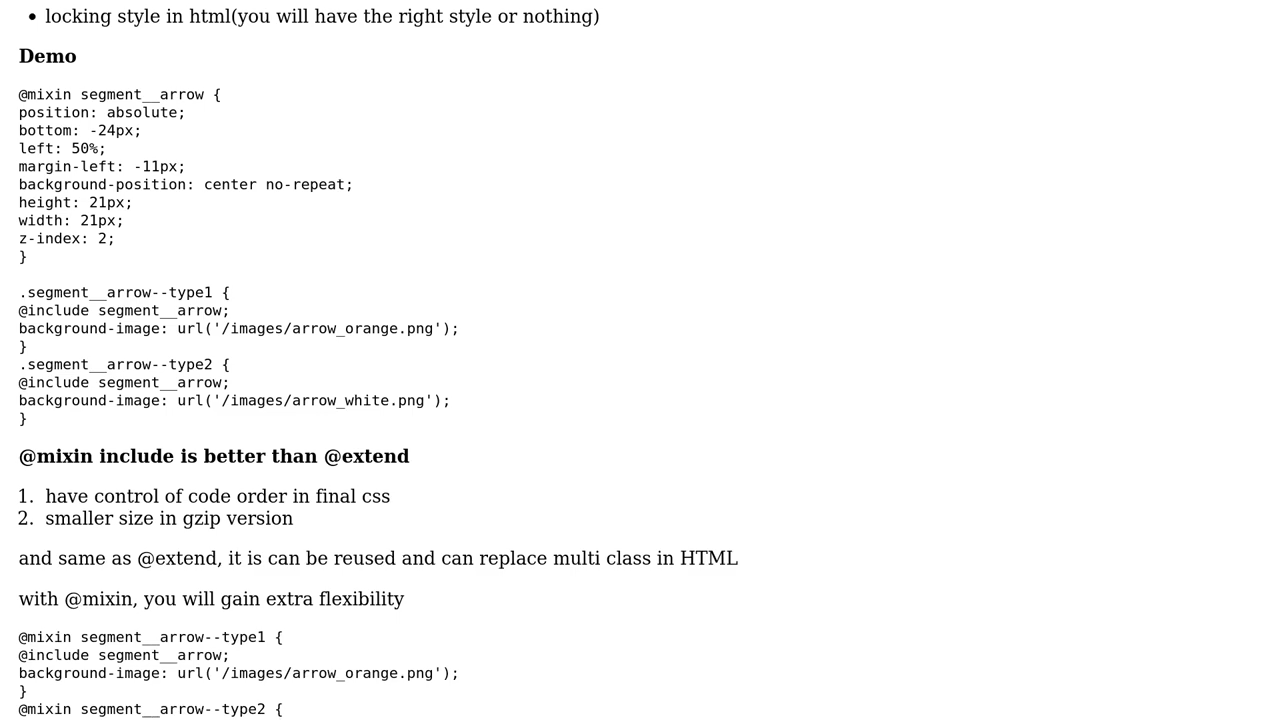 • locking style in html(you will have the right style or nothing)
Demo
@mixin segment__arrow {
position: absolute;
bottom: -24px;
left: 50%;
margin-left: -11px;
background-position: center no-repeat;
height: 21px;
width: 21px;
z-index: 2;
}
.segment__arrow--type1 {
@include segment__arrow;
background-image: url('/images/arrow_orange.png');
}
.segment__arrow--type2 {
@include segment__arrow;
background-image: url('/images/arrow_white.png');
}
@mixin include is better than @extend
1. have control of code order in final css
2. smaller size in gzip version
and same as @extend, it is can be reused and can replace multi class in HTML
with @mixin, you will gain extra flexibility
@mixin segment__arrow--type1 {
@include segment__arrow;
background-image: url('/images/arrow_orange.png');
}
@mixin segment__arrow--type2 {